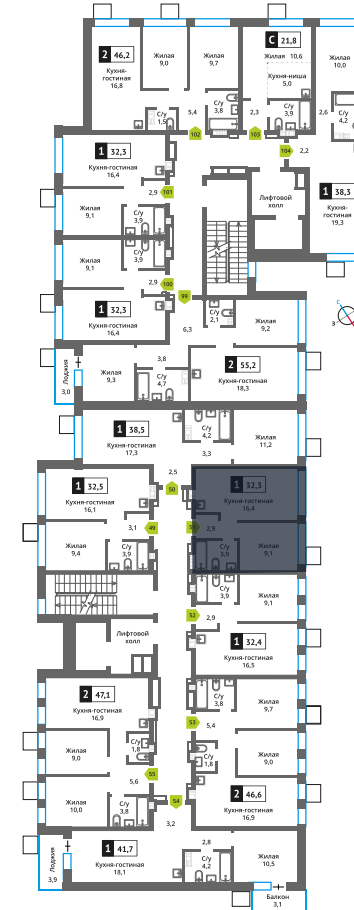 2 46,2
Кухня-
гостиная
16,8
Жилая
9,0
Жилая
9,7
С/у
1,5
5,4
С/у
3,8
102
С 21,8
Жилая 10,6
Кухня-ниша
5,0
2,3
С/у
3,9
103
Жилая
10,0
2,6
С/у
4,2
104
2,2
1 38,3
Кухня-
гостиная
19,3
Лифтовой
холл
1 32,3
Кухня-гостиная
16,4
2,9
101
Жилая
9,1
С/у
3,9
С/у
3,9
Жилая
9,1
2,9
100
1 32,3
Кухня-гостиная
16,4
99
6,3
С/у
2,1
Жилая
9,2
С
З
Лоджия
3,0
Жилая
9,3
3,8
С/у
4,7
2 55,2
Кухня-гостиная
18,3
1 38,5
Кухня-гостиная
17,3
С/у
4,2
3,3
Жилая
11,2
2,5
50
1 32,5
Кухня-гостиная
16,1
3,1
49
Жилая
9,4
С/у
3,9
1 32,3
Кухня-гостиная
16,4
2,9
С/у
3,9
Жилая
9,1
С/у
3,9
Жилая
9,1
52
2,9
1 32,4
Кухня-гостиная
16,5
Лифтовой
холл
2 47,1
Кухня-гостиная
16,9
С/у
3,8
Жилая
9,7
53
5,4
Жилая
9,0
С/у
1,8
С/у
1,8
Жилая
9,0
55
5,6
Жилая
10,0
С/у
3,8
2 46,6
Кухня-гостиная
16,9
54
3,2
Лоджия
3,9
1 41,7
Кухня-гостиная
18,1
2,8
С/у
4,2
Жилая
10,5
Балкон
3,1